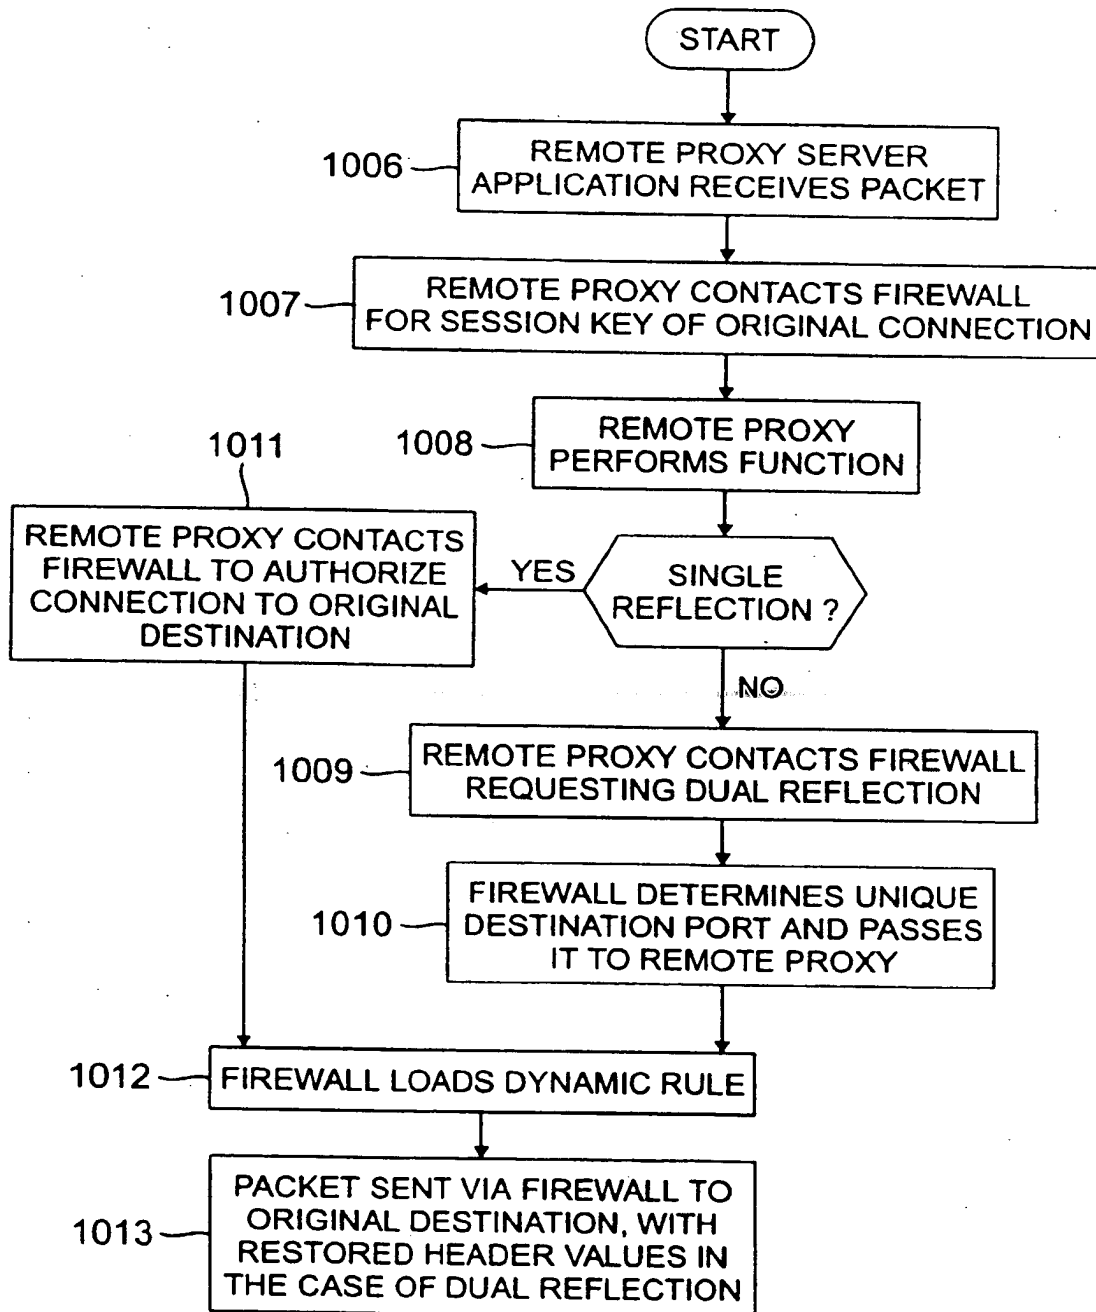 START
1006
REMOTE PROXY SERVER
APPLICATION RECEIVES PACKET
1007
REMOTE PROXY CONTACTS FIREWALL
FOR SESSION KEY OF ORIGINAL CONNECTION
1008
REMOTE PROXY
PERFORMS FUNCTION
1011
REMOTE PROXY CONTACTS
FIREWALL TO AUTHORIZE
CONNECTION TO ORIGINAL
DESTINATION
YES
SINGLE
REFLECTION ?
NO
1009
REMOTE PROXY CONTACTS FIREWALL
REQUESTING DUAL REFLECTION
1010
FIREWALL DETERMINES UNIQUE
DESTINATION PORT AND PASSES
IT TO REMOTE PROXY
1012
FIREWALL LOADS DYNAMIC RULE
1013
PACKET SENT VIA FIREWALL TO
ORIGINAL DESTINATION, WITH
RESTORED HEADER VALUES IN
THE CASE OF DUAL REFLECTION